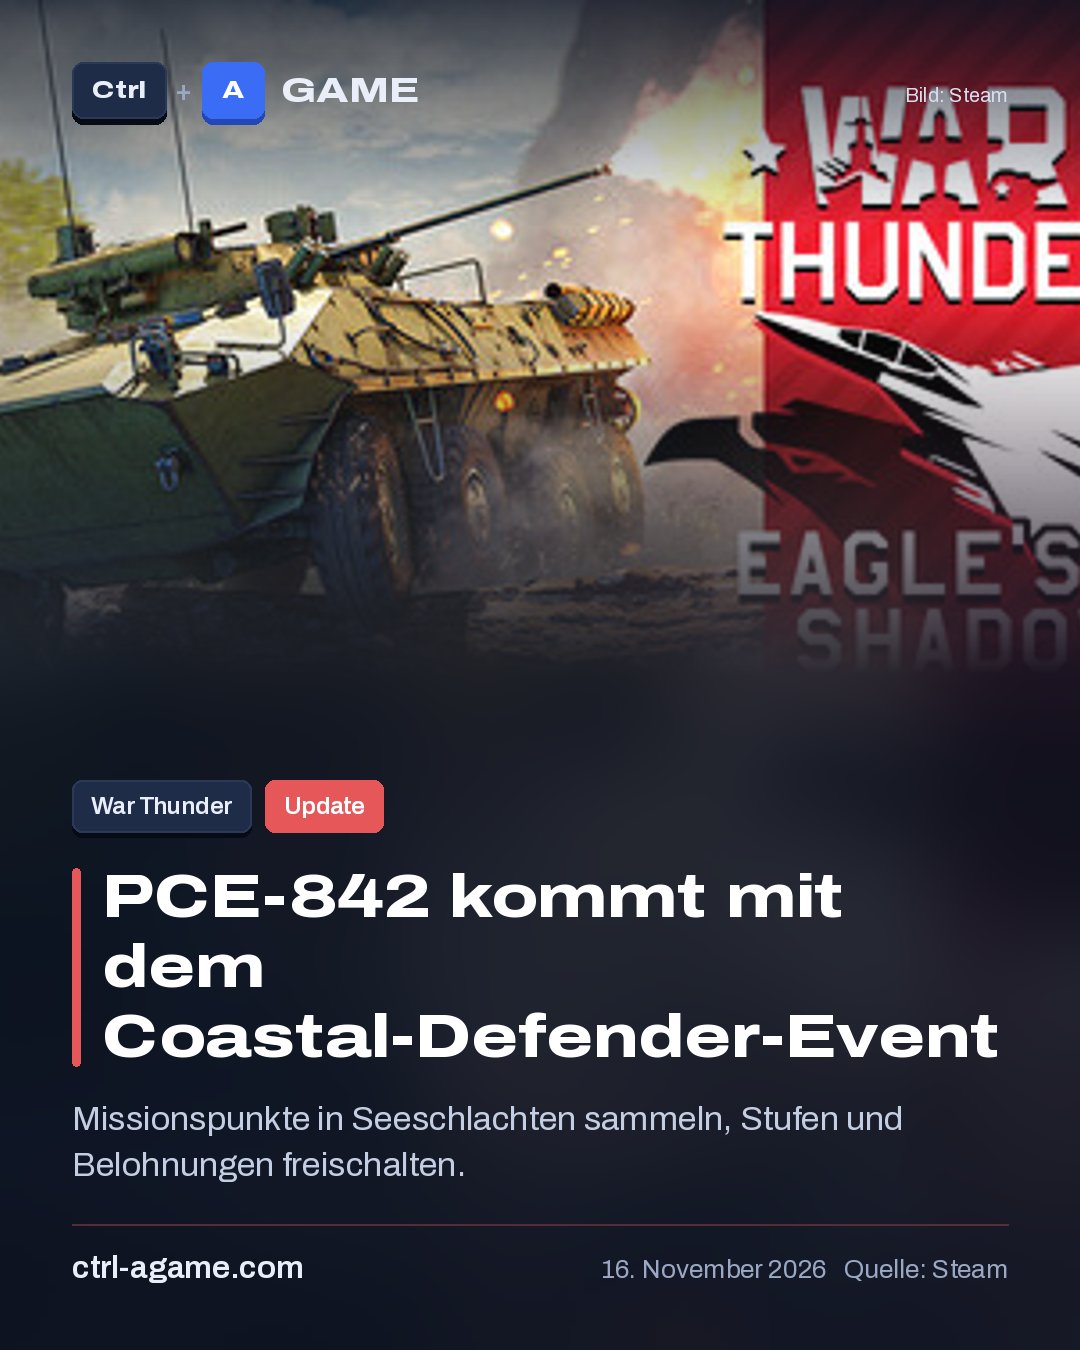 Ctrl + A GAME
Bild: Steam
WAR
THUNDE
EAGLE'S
SHADO
War Thunder
Update
PCE-842 kommt mit
dem
Coastal-Defender-Event
Missionspunkte in Seeschlachten sammeln, Stufen und
Belohnungen freischalten.
ctrl-agame.com
16. November 2026 Quelle: Steam